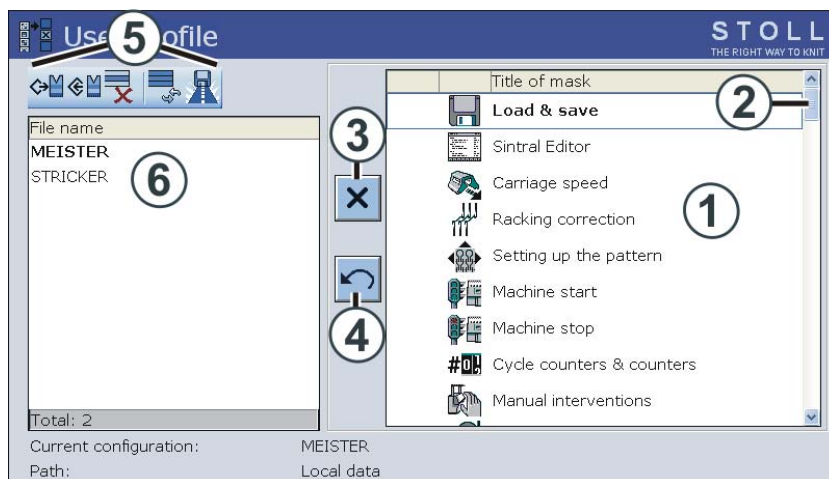 User Profile
STOLL
THE RIGHT WAY TO KNIT
5
File name
MEISTER
STRICKER
6
Total: 2
3
4
Title of mask
2
Load & save
Sintral Editor
Carriage speed
1
Racking correction
Setting up the pattern
Machine start
Machine stop
Cycle counters & counters
Manual interventions
Current configuration: MEISTER
Path: Local data